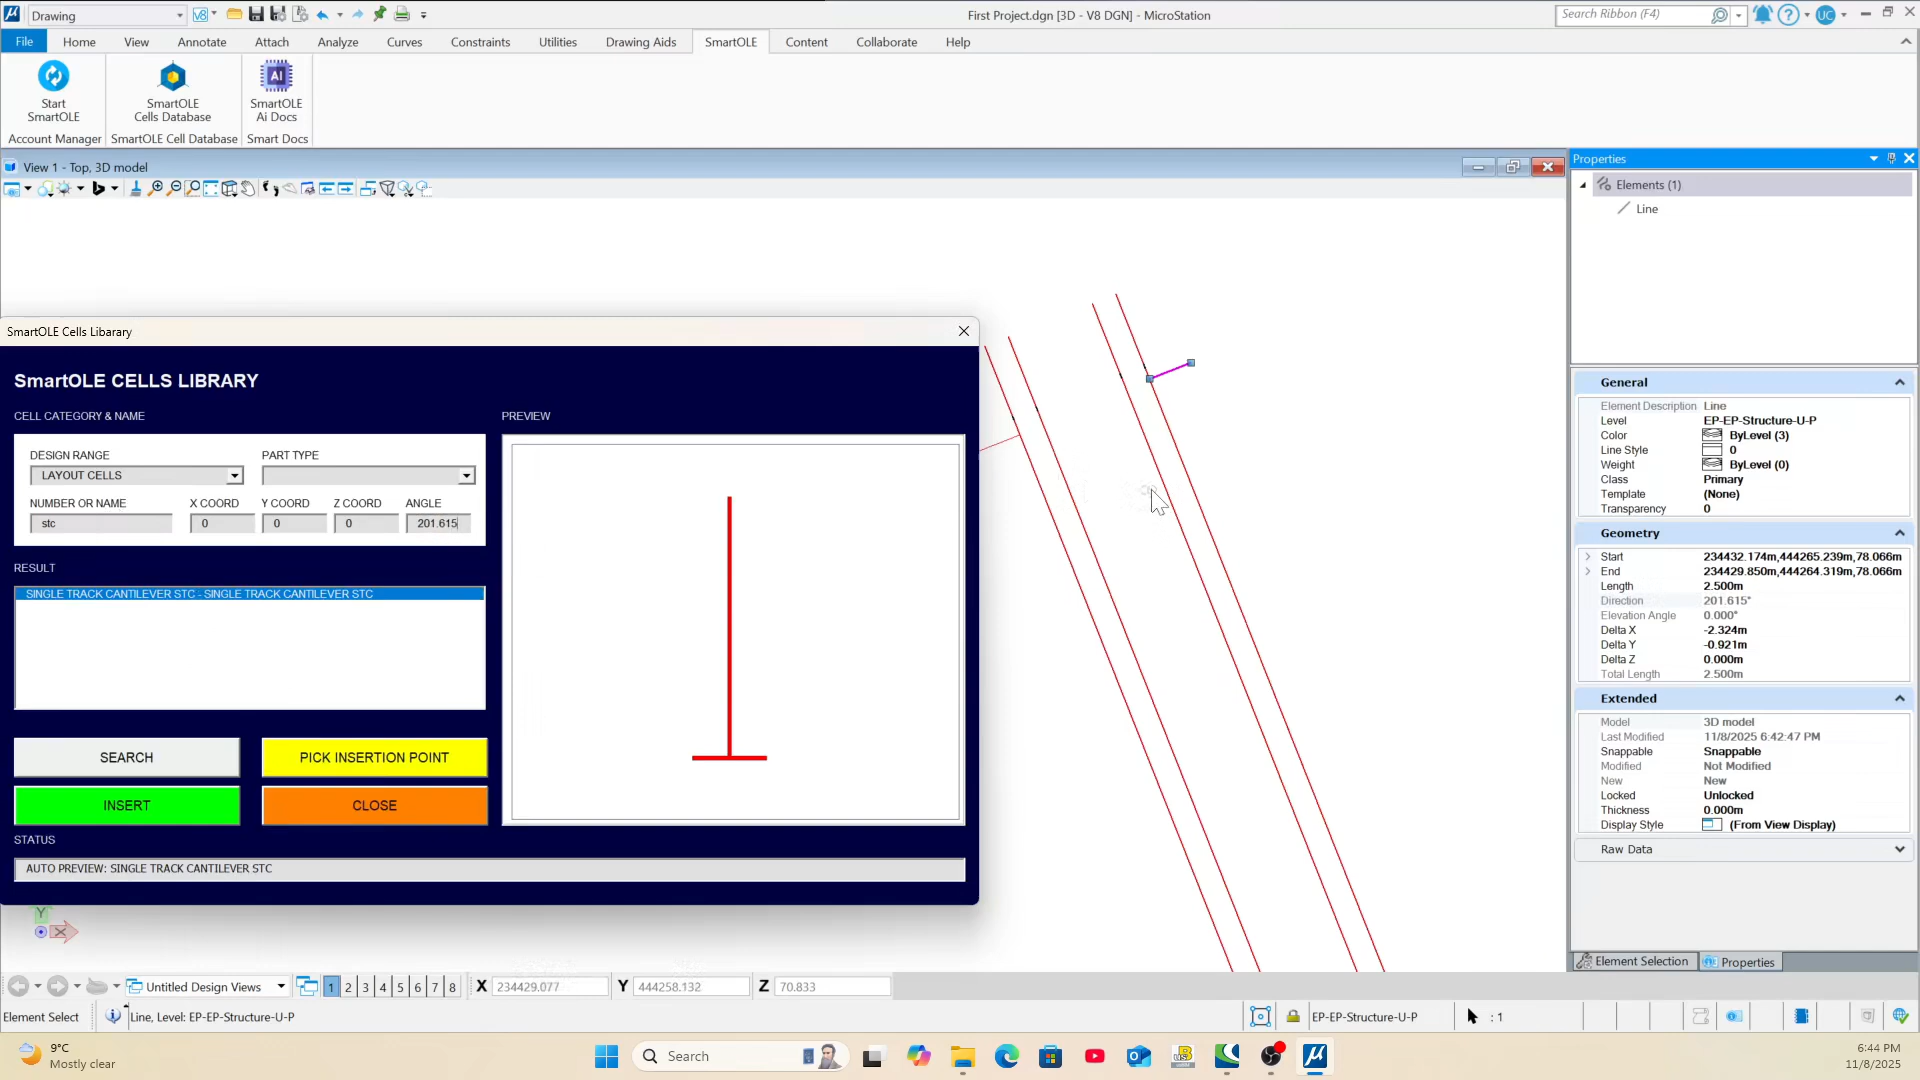 Drawing
First Project.dgn [3D - V8 DGN] - MicroStation
Search Ribbon (F4)
UC
File
Home
View
Annotate
Attach
Analyze
Curves
Constraints
Utilities
Drawing Aids
SmartOLE
Content
Collaborate
Help
Start
SmartOLE
SmartOLE
Cells Database
AI
SmartOLE
Ai Docs
Account Manager
SmartOLE Cell Database
Smart Docs
View 1 - Top, 3D model
Properties
Elements (1)
Line
SmartOLE Cells Libarary
SmartOLE CELLS LIBRARY
CELL CATEGORY & NAME
PREVIEW
DESIGN RANGE
PART TYPE
LAYOUT CELLS
NUMBER OR NAME
X COORD
Y COORD
Z COORD
ANGLE
stc
0
0
0
201.615
RESULT
SINGLE TRACK CANTILEVER STC - SINGLE TRACK CANTILEVER STC
SEARCH
PICK INSERTION POINT
INSERT
CLOSE
STATUS
AUTO PREVIEW: SINGLE TRACK CANTILEVER STC
General
Element Description Line
Level EP-EP-Structure-U-P
Color ByLevel (3)
Line Style 0
Weight ByLevel (0)
Class Primary
Template (None)
Transparency 0
Geometry
Start 234432.174m,444265.239m,78.066m
End 234429.850m,444264.319m,78.066m
Length 2.500m
Direction 201.615°
Elevation Angle 0.000°
Delta X -2.324m
Delta Y -0.921m
Delta Z 0.000m
Total Length 2.500m
Extended
Model 3D model
Last Modified 11/8/2025 6:42:47 PM
Snappable Snappable
Modified Not Modified
New New
Locked Unlocked
Thickness 0.000m
Display Style (From View Display)
Raw Data
Element Selection
Properties
Y
X
Untitled Design Views
1 2 3 4 5 6 7 8
X 234429.077
Y 444258.132
Z 70.833
Element Select
Line, Level: EP-EP-Structure-U-P
EP-EP-Structure-U-P
: 1
9°C
Mostly clear
Search
6:44 PM
11/8/2025